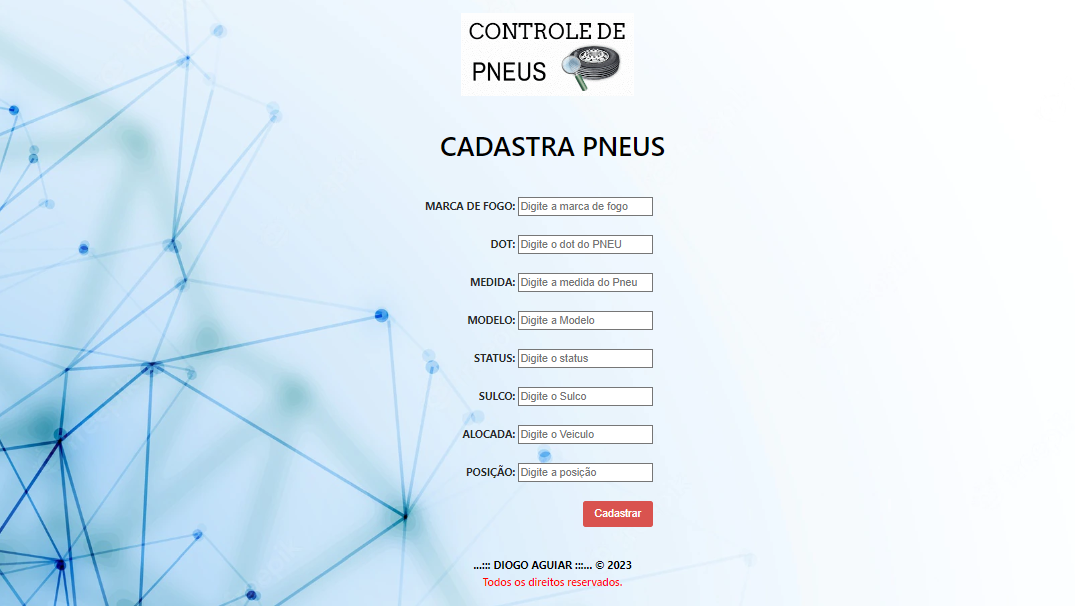 CONTROLE DE
PNEUS
CADASTRA PNEUS
MARCA DE FOGO: Digite a marca de fogo
DOT: Digite o dot do PNEU
MEDIDA: Digite a medida do Pneu
MODELO: Digite a Modelo
STATUS: Digite o status
SULCO: Digite o Sulco
ALOCADA: Digite o Veiculo
POSIÇÃO: Digite a posição
Cadastrar
...::: DIOGO AGUIAR :::... © 2023
Todos os direitos reservados.